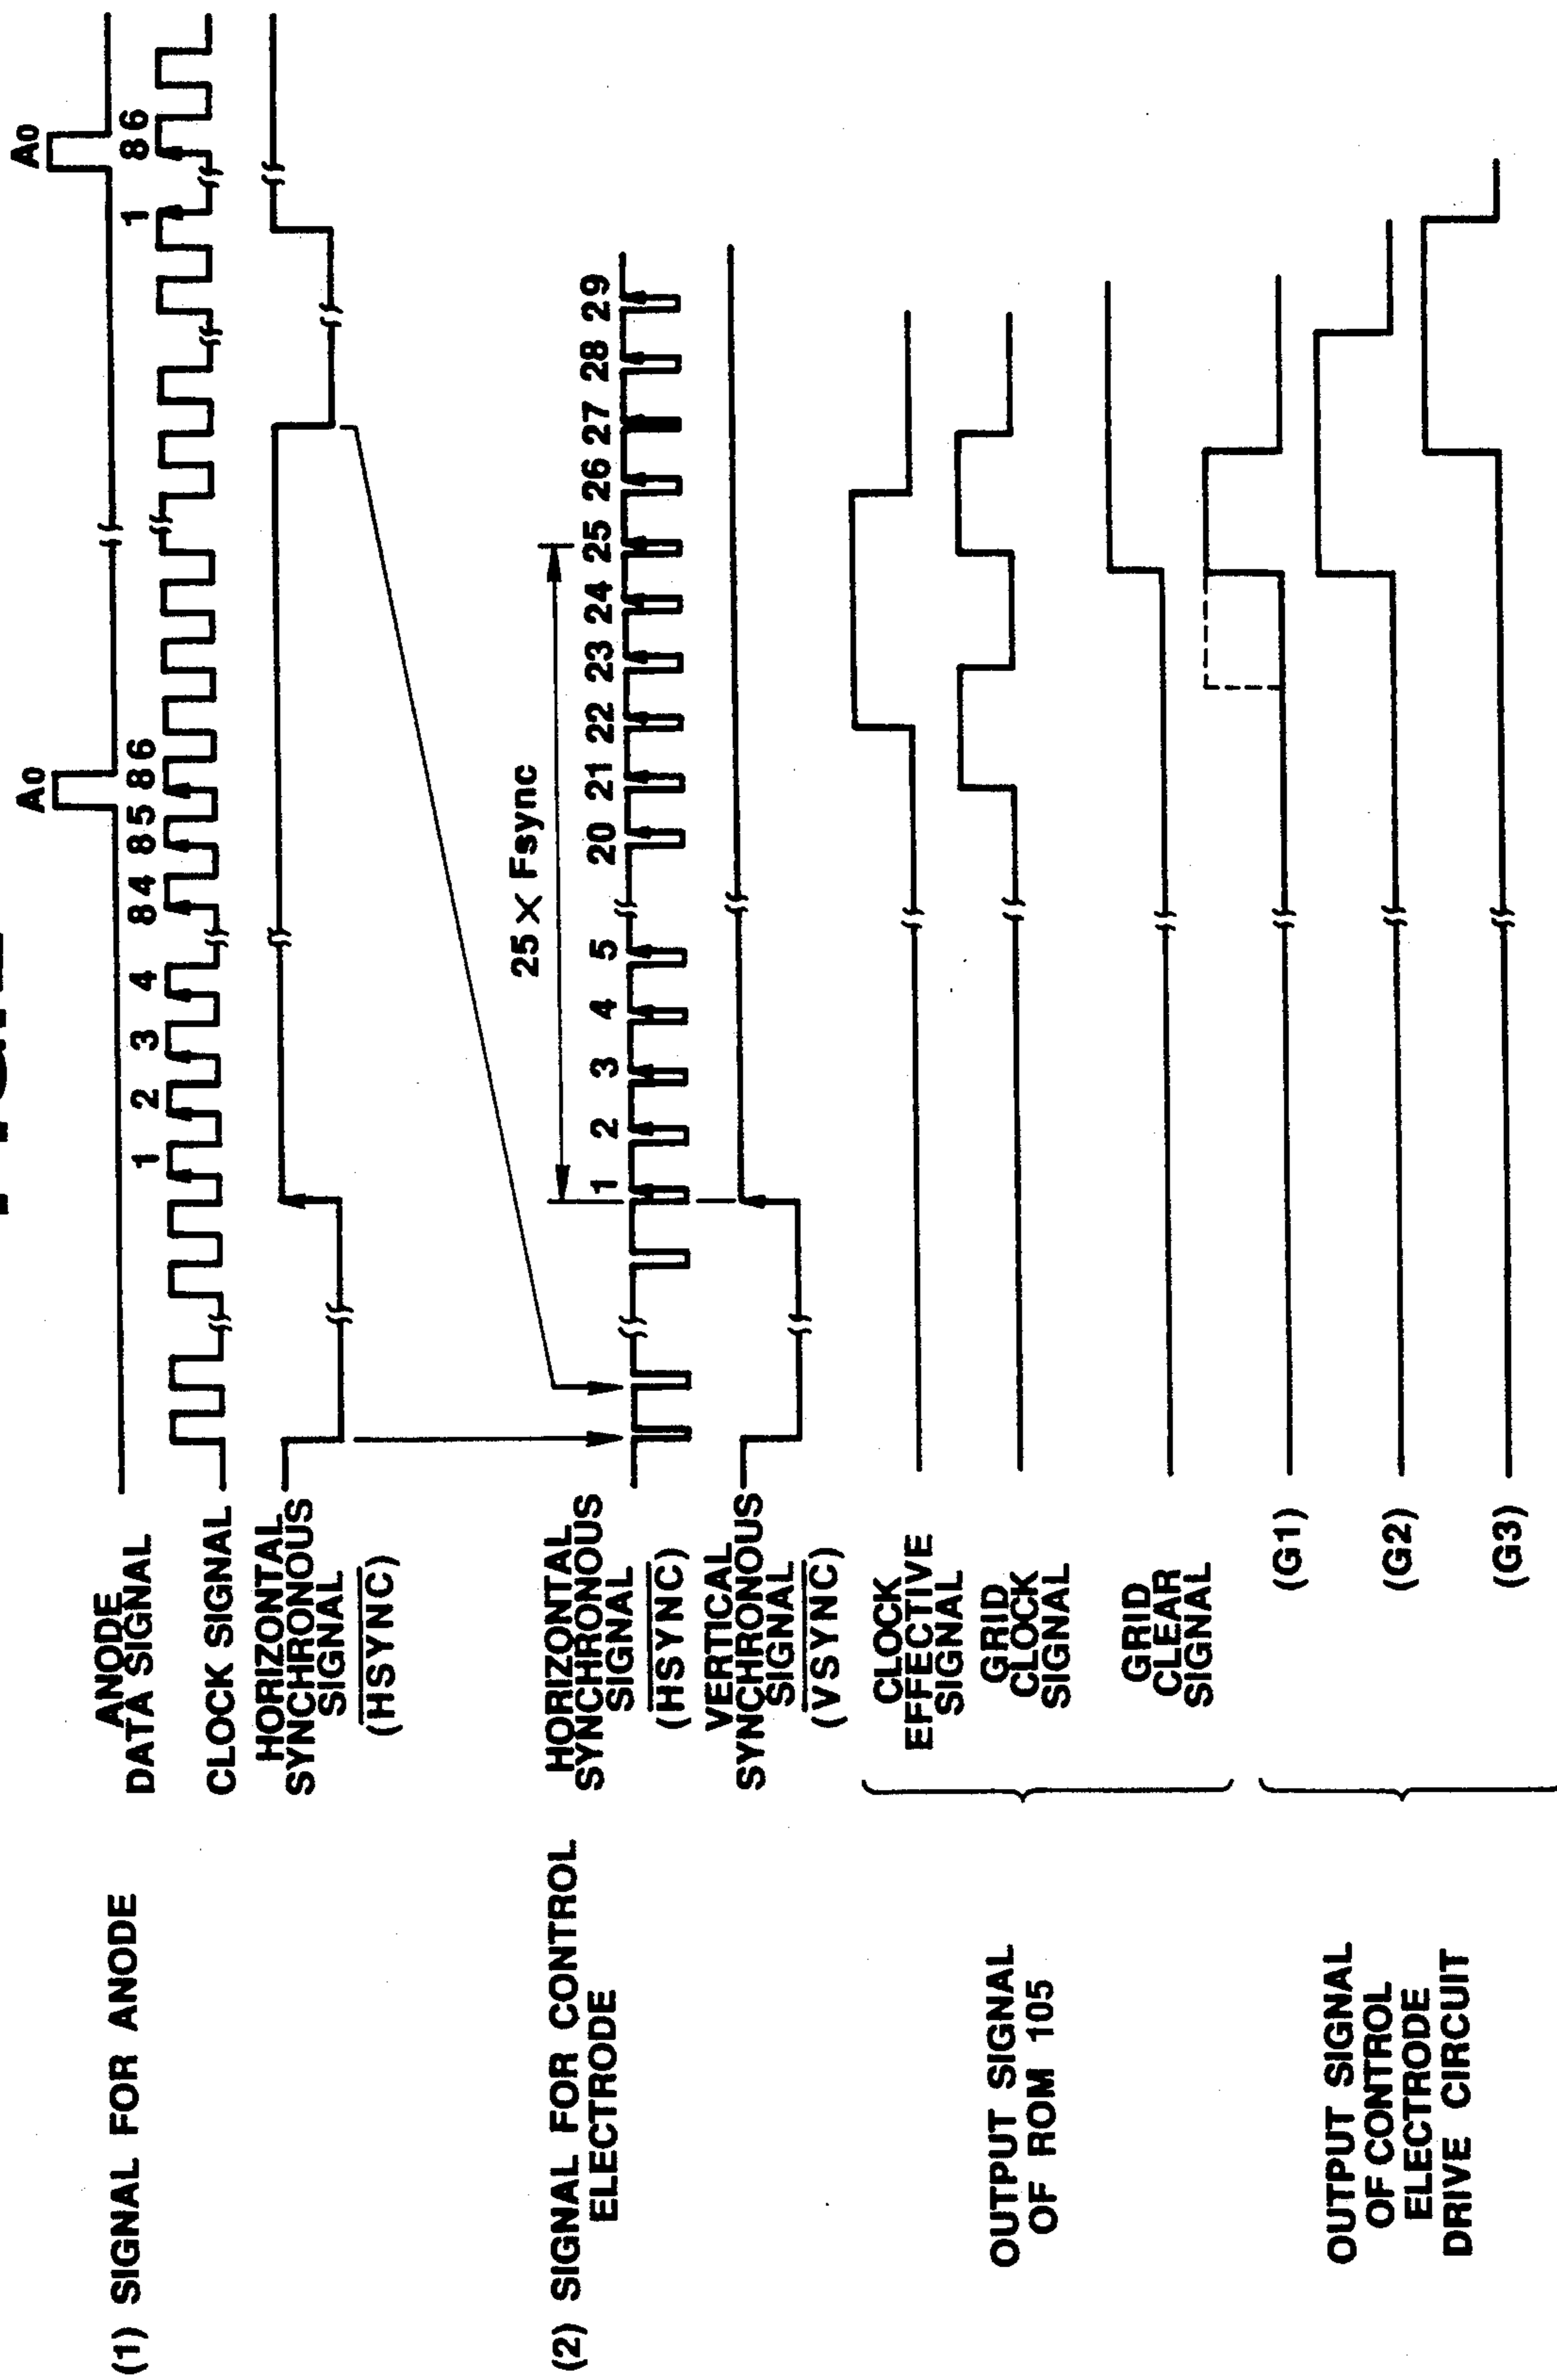 (1) SIGNAL FOR ANODE
ANODE
DATA SIGNAL
A0
A0
CLOCK SIGNAL
1 2 3 4 84 85 86 1 86
HORIZONTAL
SYNCHRONOUS
SIGNAL
(HSYNC)
(2) SIGNAL FOR CONTROL
ELECTRODE
25 × Fsync
HORIZONTAL
SYNCHRONOUS
SIGNAL
(HSYNC)
1 2 3 4 5 20 21 22 23 24 25 26 27 28 29
VERTICAL
SYNCHRONOUS
SIGNAL
(VSYNC)
OUTPUT SIGNAL
OF ROM 105
CLOCK
EFFECTIVE
SIGNAL
GRID
CLOCK
SIGNAL
GRID
CLEAR
SIGNAL
OUTPUT SIGNAL
OF CONTROL
ELECTRODE
DRIVE CIRCUIT
(G1)
(G2)
(G3)